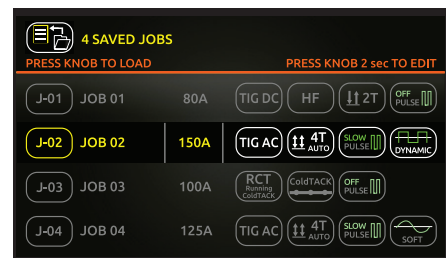 4 SAVED JOBS
PRESS KNOB TO LOAD PRESS KNOB 2 sec TO EDIT
J-01 JOB 01 80A TIG DC HF 2T OFF PULSE
J-02 JOB 02 150A TIG AC 4T AUTO SLOW PULSE DYNAMIC
J-03 JOB 03 100A RCT Running ColdTACK ColdTACK OFF PULSE
J-04 JOB 04 125A TIG AC 4T AUTO SLOW PULSE SOFT